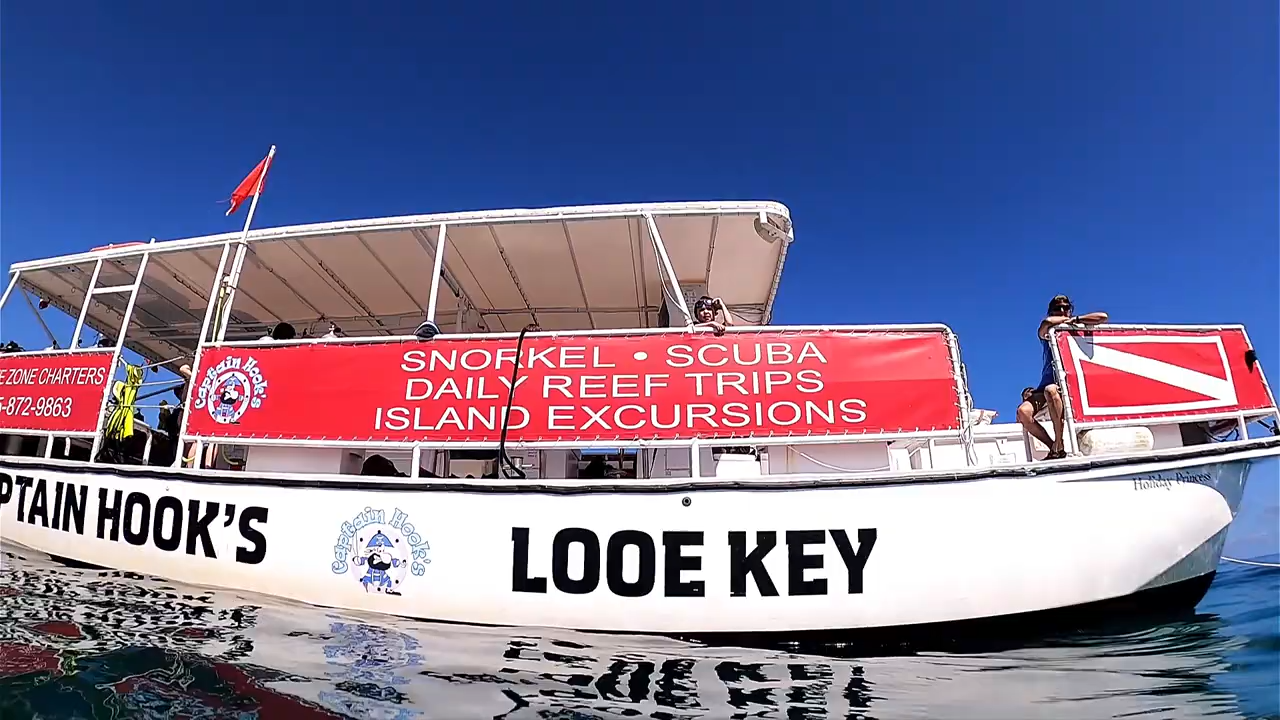 SNORKEL • SCUBA
DAILY REEF TRIPS
ISLAND EXCURSIONS
Captain Hook's
E ZONE CHARTERS
5-872-9863
PTAIN HOOK'S
Captain Hook's
LOOE KEY
Holiday Princess